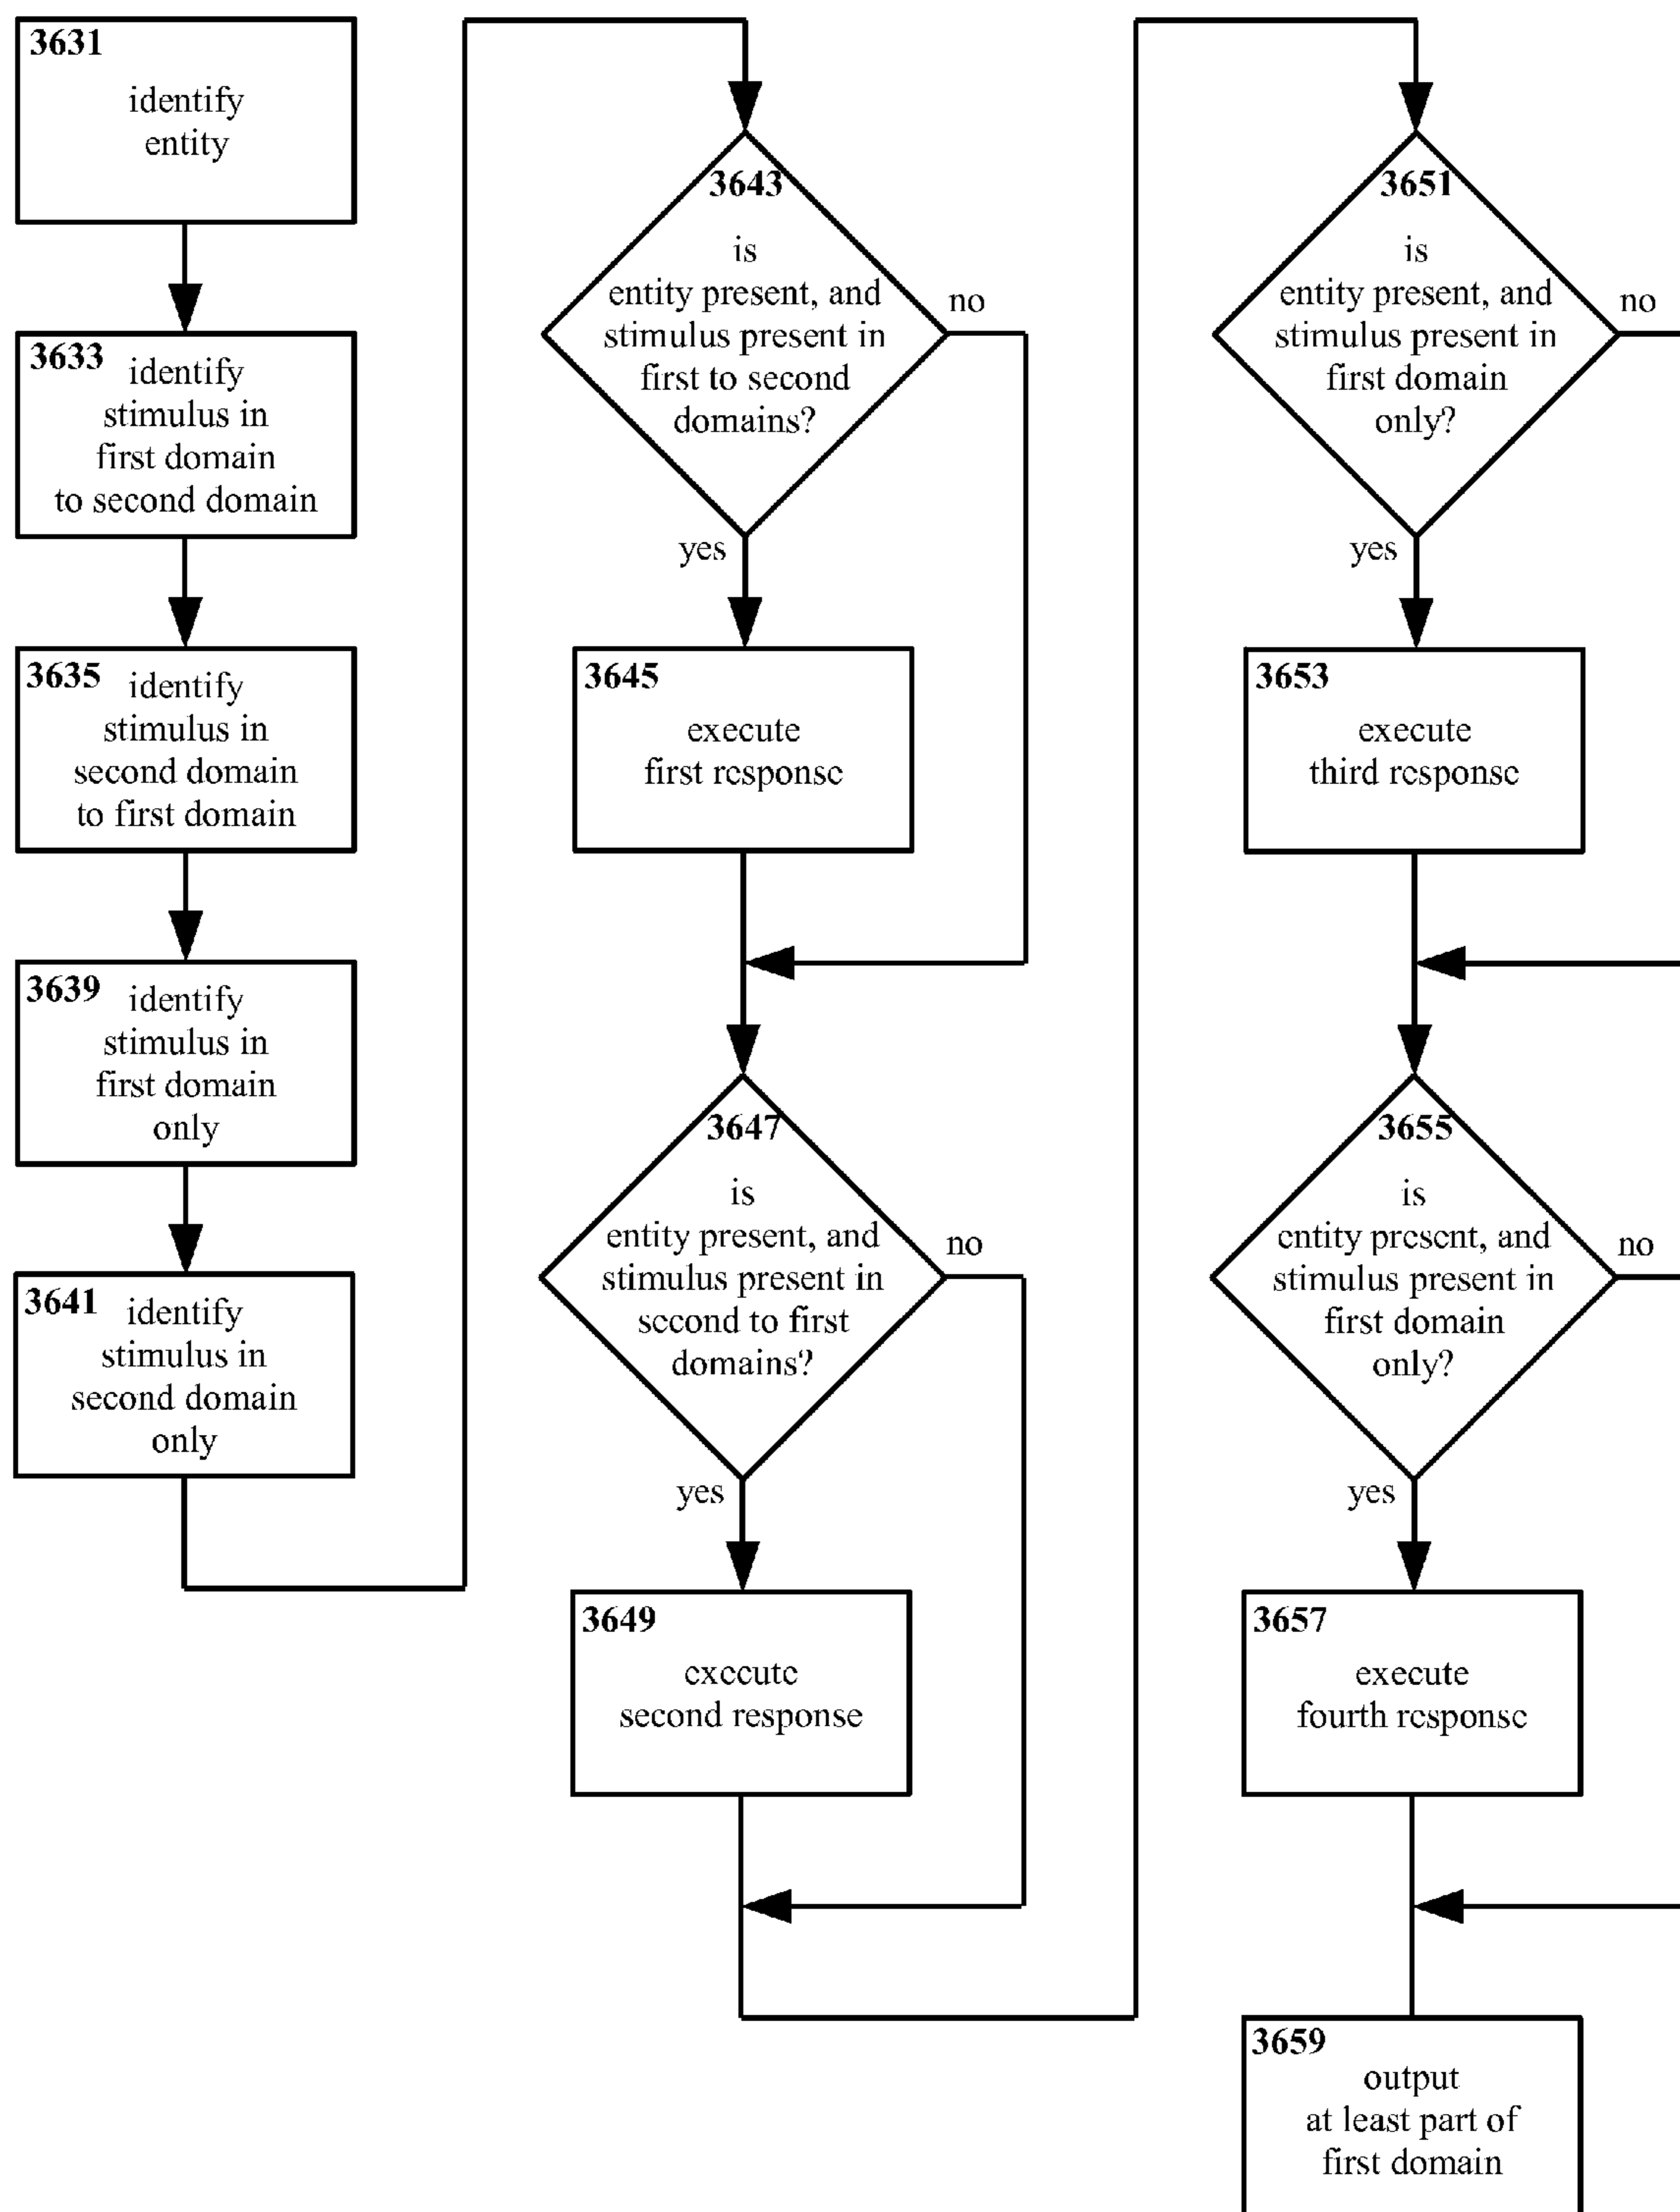 3631
identify
entity
3633 identify
stimulus in
first domain
to second domain
3635 identify
stimulus in
second domain
to first domain
3639 identify
stimulus in
first domain
only
3641 identify
stimulus in
second domain
only
3643
is
entity present, and
stimulus present in
first to second
domains?
no
yes
3645
execute
first response
3647
is
entity present, and
stimulus present in
second to first
domains?
no
yes
3649
execute
second response
3651
is
entity present, and
stimulus present in
first domain
only?
no
yes
3653
execute
third response
3655
is
entity present, and
stimulus present in
first domain
only?
no
yes
3657
execute
fourth response
3659
output
at least part of
first domain